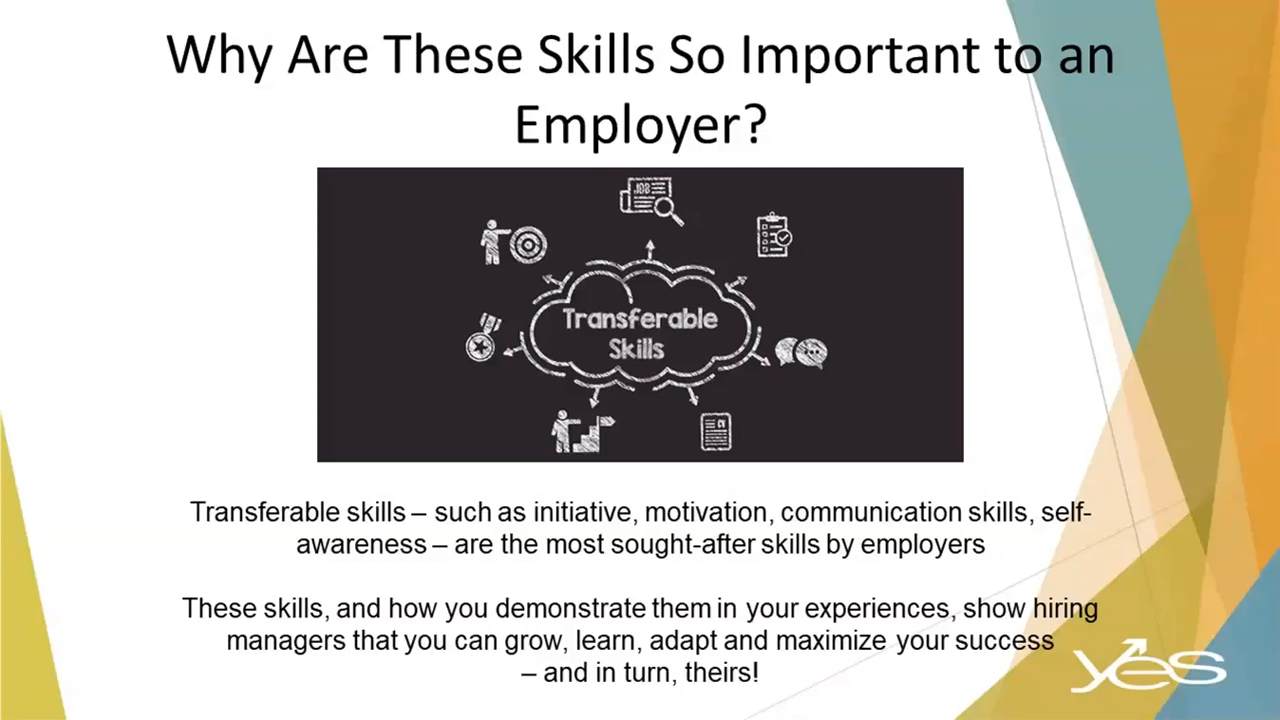 Why Are These Skills So Important to an
Employer?
JOB
Transferable
Skills
CV
Transferable skills – such as initiative, motivation, communication skills, self-
awareness – are the most sought-after skills by employers
These skills, and how you demonstrate them in your experiences, show hiring
managers that you can grow, learn, adapt and maximize your success
– and in turn, theirs!
yes